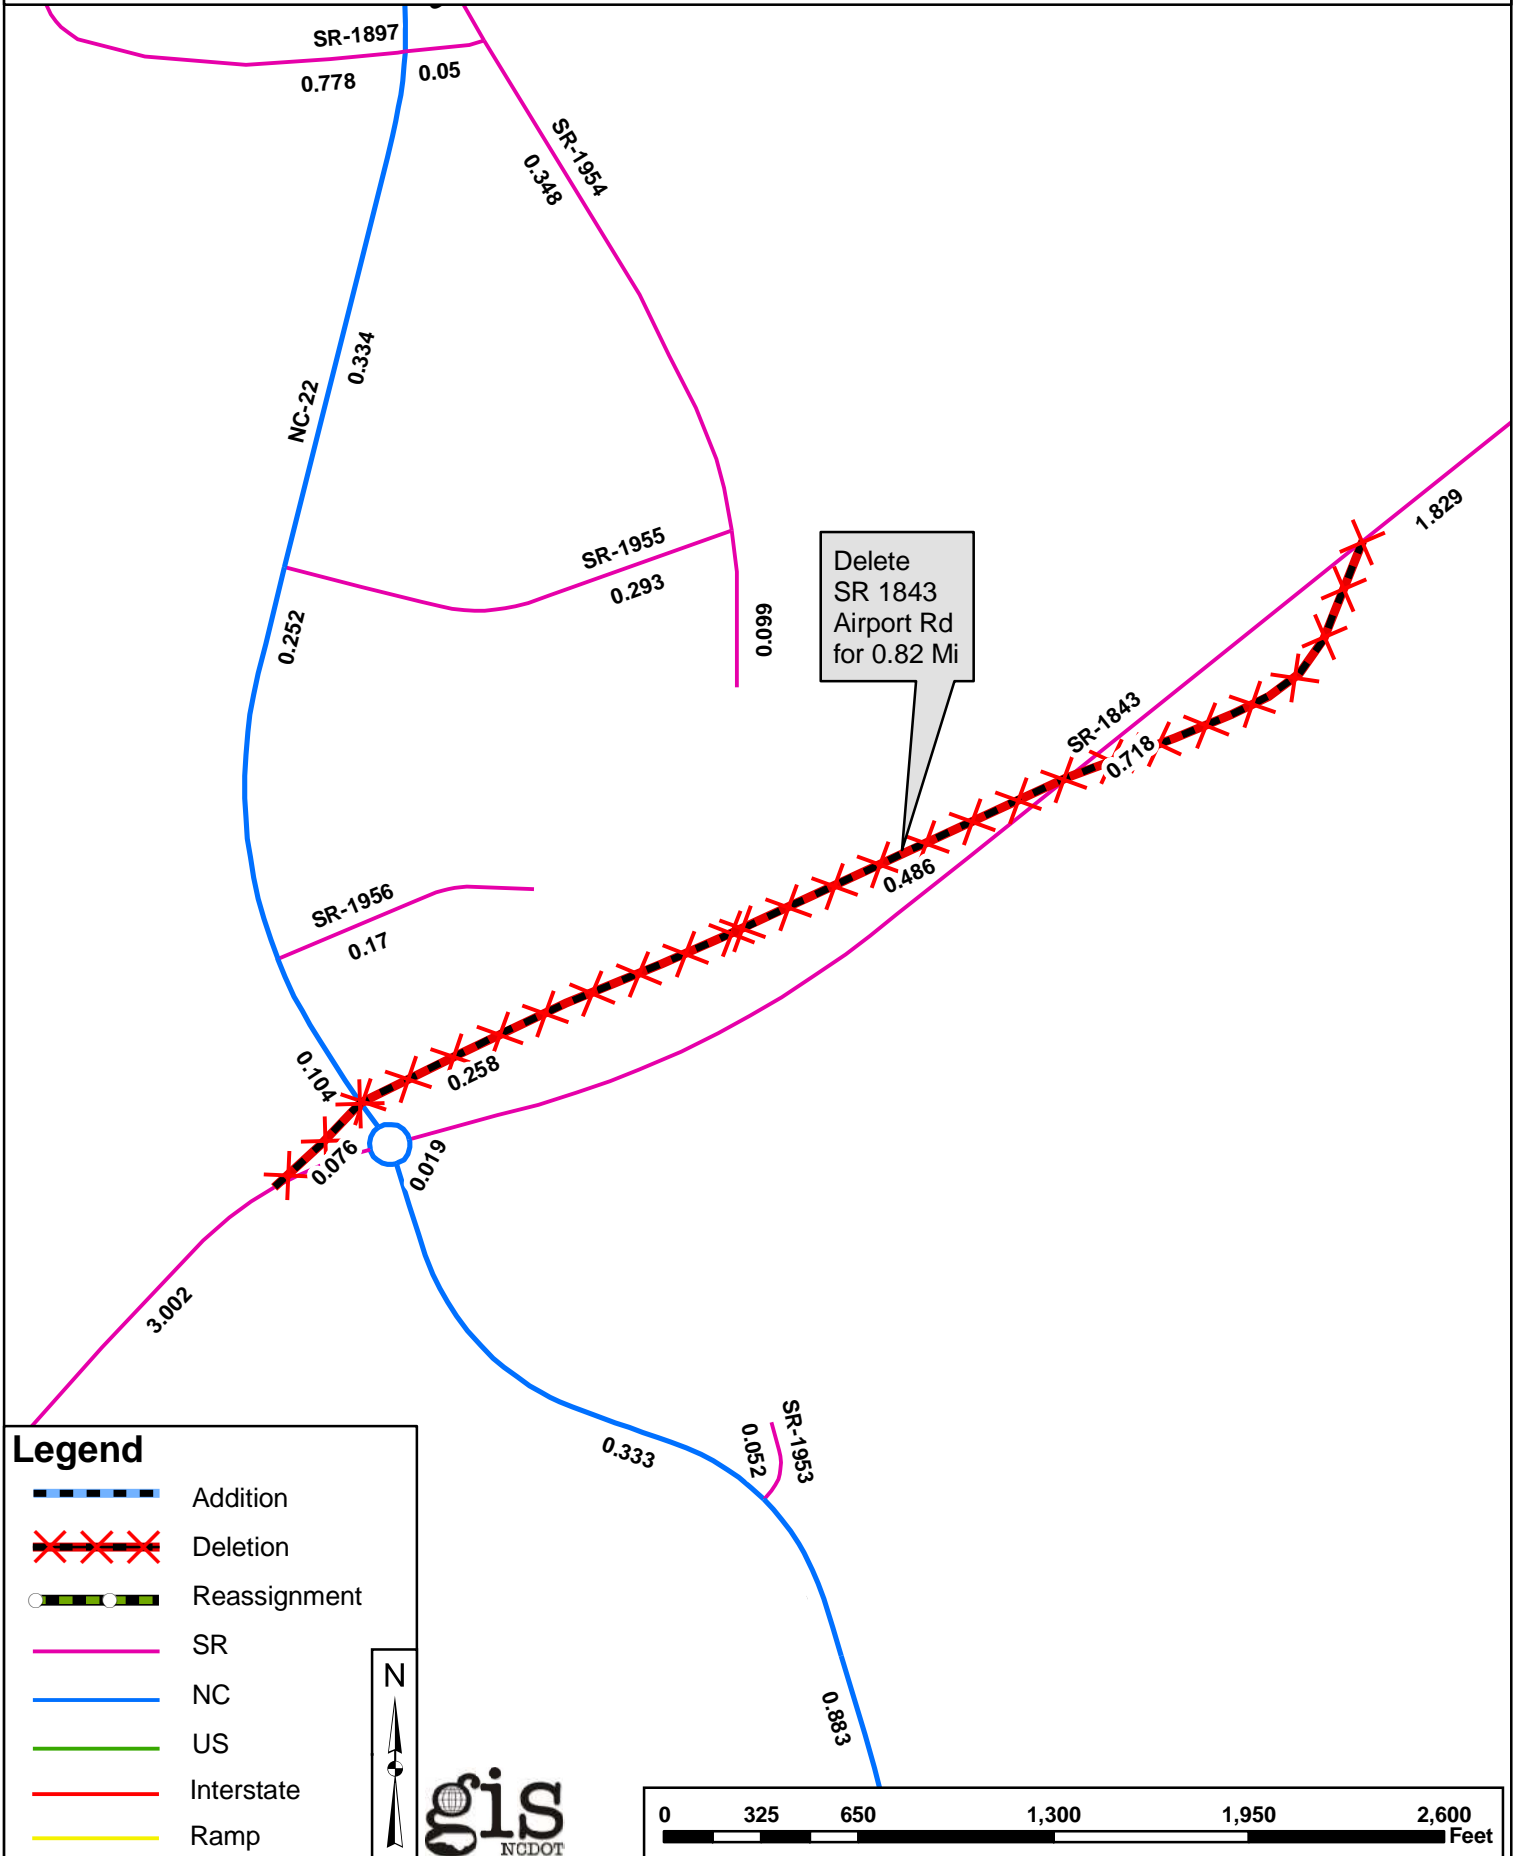 SR-1897
0.778
0.05
SR-1954
0.348
NC-22
0.334
SR-1955
0.293
0.252
0.099
1.829
Delete
SR 1843
Airport Rd
for 0.82 Mi
SR-1843
0.718
0.486
SR-1956
0.17
0.104
0.258
0.076
0.019
3.002
0.333
0.052
SR-1953
0.883
Legend
Addition
Deletion
Reassignment
SR
NC
US
Interstate
Ramp
N
gis
NCDOT
0 325 650 1,300 1,950 2,600
Feet